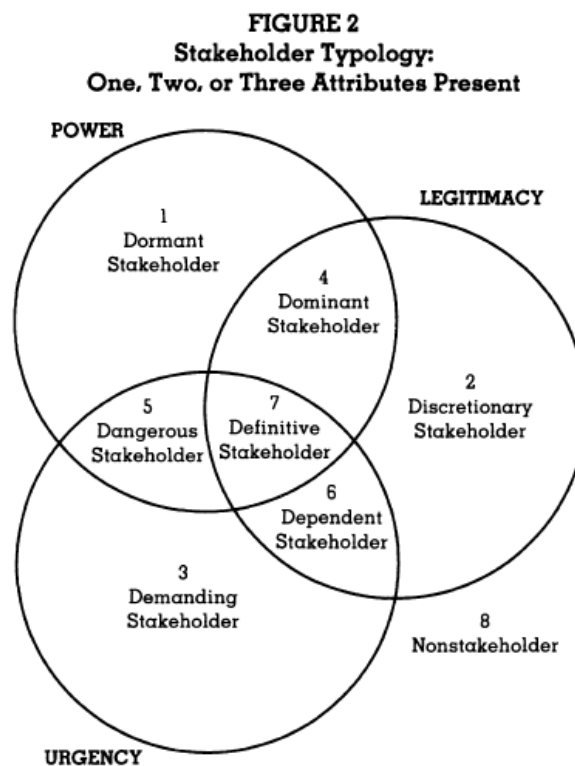 FIGURE 2
Stakeholder Typology:
One, Two, or Three Attributes Present
POWER
LEGITIMACY
1
Dormant
Stakeholder
4
Dominant
Stakeholder
2
Discretionary
Stakeholder
5
Dangerous
Stakeholder
7
Definitive
Stakeholder
6
Dependent
Stakeholder
3
Demanding
Stakeholder
8
Nonstakeholder
URGENCY